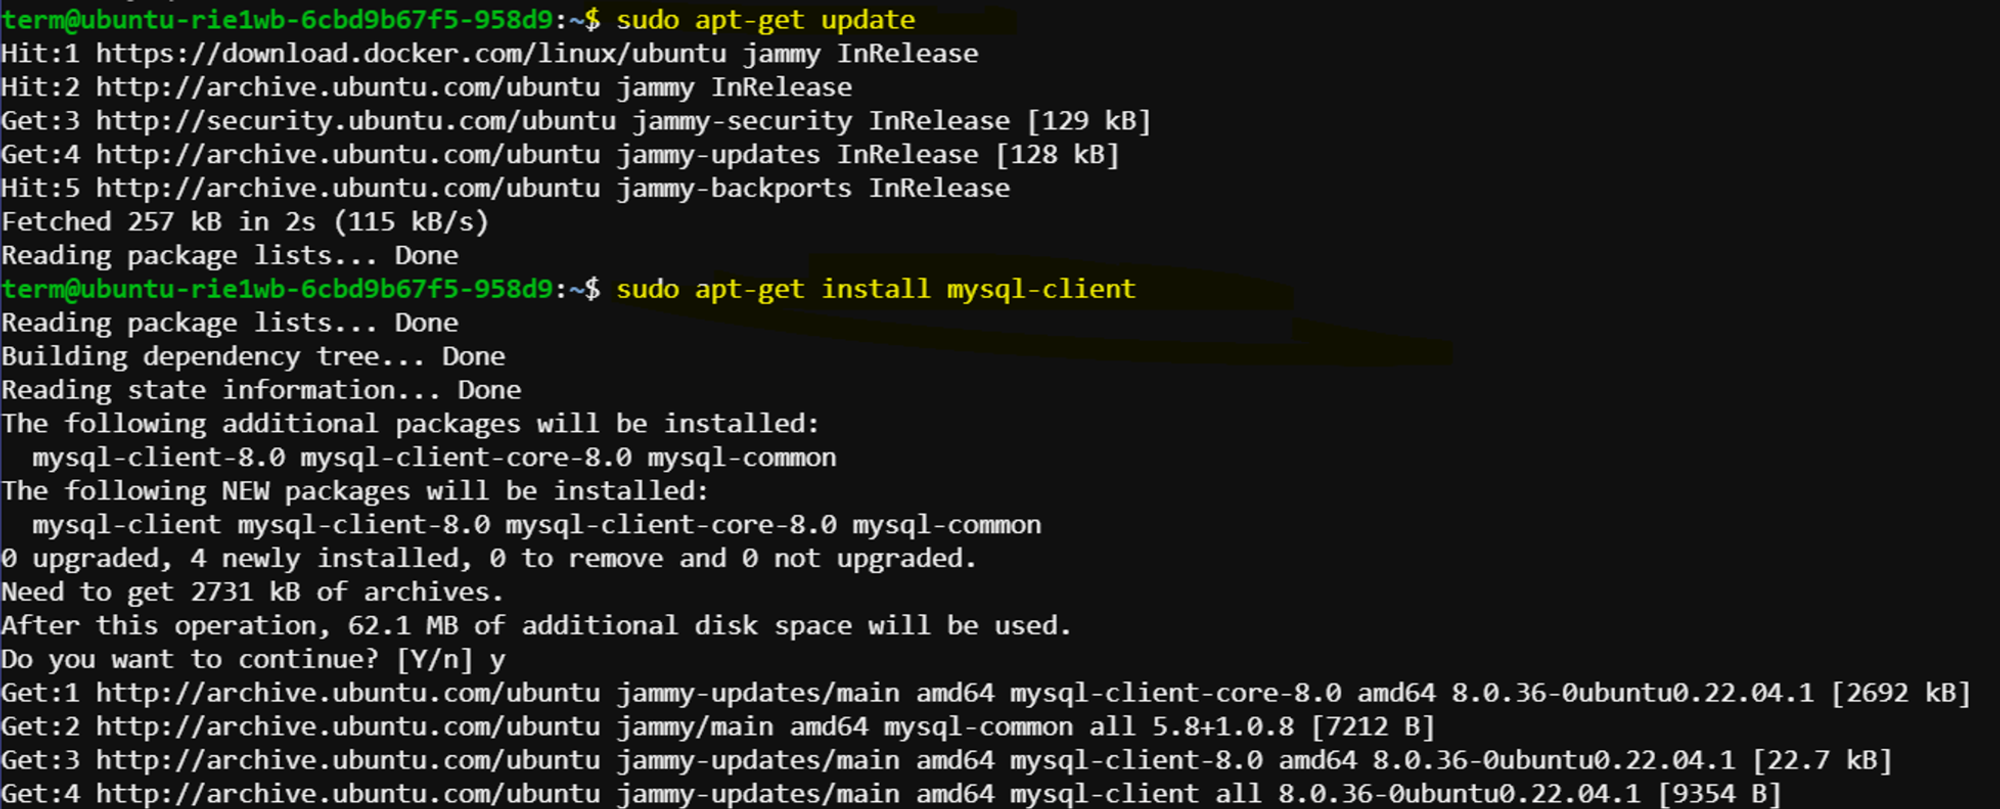 term@ubuntu-rie1wb-6cbd9b67f5-958d9:~$ sudo apt-get update
Hit:1 https://download.docker.com/linux/ubuntu jammy InRelease
Hit:2 http://archive.ubuntu.com/ubuntu jammy InRelease
Get:3 http://security.ubuntu.com/ubuntu jammy-security InRelease [129 kB]
Get:4 http://archive.ubuntu.com/ubuntu jammy-updates InRelease [128 kB]
Hit:5 http://archive.ubuntu.com/ubuntu jammy-backports InRelease
Fetched 257 kB in 2s (115 kB/s)
Reading package lists... Done
term@ubuntu-rie1wb-6cbd9b67f5-958d9:~$ sudo apt-get install mysql-client
Reading package lists... Done
Building dependency tree... Done
Reading state information... Done
The following additional packages will be installed:
  mysql-client-8.0 mysql-client-core-8.0 mysql-common
The following NEW packages will be installed:
  mysql-client mysql-client-8.0 mysql-client-core-8.0 mysql-common
0 upgraded, 4 newly installed, 0 to remove and 0 not upgraded.
Need to get 2731 kB of archives.
After this operation, 62.1 MB of additional disk space will be used.
Do you want to continue? [Y/n] y
Get:1 http://archive.ubuntu.com/ubuntu jammy-updates/main amd64 mysql-client-core-8.0 amd64 8.0.36-0ubuntu0.22.04.1 [2692 kB]
Get:2 http://archive.ubuntu.com/ubuntu jammy/main amd64 mysql-common all 5.8+1.0.8 [7212 B]
Get:3 http://archive.ubuntu.com/ubuntu jammy-updates/main amd64 mysql-client-8.0 amd64 8.0.36-0ubuntu0.22.04.1 [22.7 kB]
Get:4 http://archive.ubuntu.com/ubuntu jammy-updates/main amd64 mysql-client all 8.0.36-0ubuntu0.22.04.1 [9354 B]